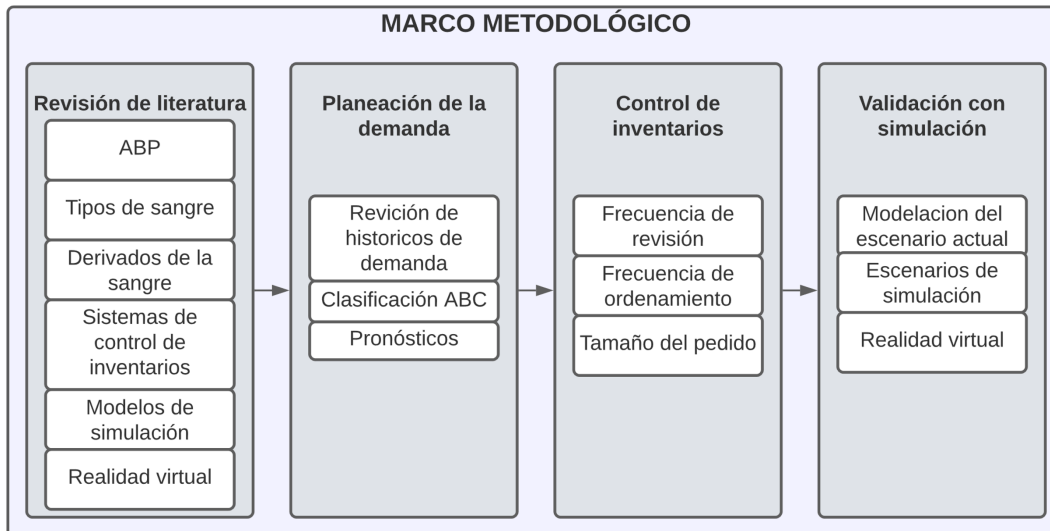 MARCO METODOLÓGICO
Revisión de literatura
ABP
Tipos de sangre
Derivados de la
sangre
Sistemas de
control de
inventarios
Modelos de
simulación
Realidad virtual
Planeación de la
demanda
Revición de
historicos de
demanda
Clasificación ABC
Pronósticos
Control de
inventarios
Frecuencia de
revisión
Frecuencia de
ordenamiento
Tamaño del pedido
Validación con
simulación
Modelacion del
escenario actual
Escenarios de
simulación
Realidad virtual